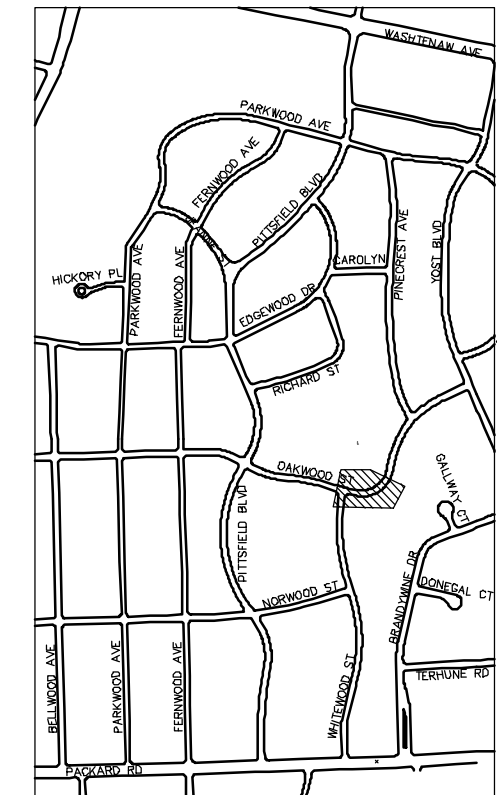 WASHTENAW AVE
PARKWOOD AVE
FERNWOOD AVE
PITTSFIELD BLVD
PINECREST AVE
YOST BLVD
CAROLYN
HICKORY PL
PARKWOOD AVE
FERNWOOD AVE
EDGEWOOD DR
RICHARD ST
OAKWOOD ST
GALLWAY CT
PITTSFIELD BLVD
BRANDYWINE DR
DONEGAL CT
NORWOOD ST
WHITEWOOD ST
TERHUNE RD
BELLWOOD AVE
PARKWOOD AVE
FERNWOOD AVE
PACKARD RD